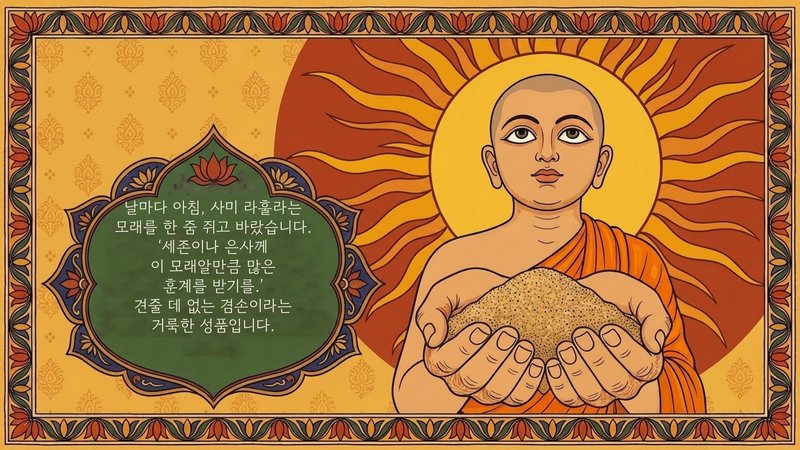 날마다 아침, 사미 라훌라는
모래를 한 줌 쥐고 바랐습니다.
‘세존이나 은사께
이 모래알만큼 많은
훈계를 받기를.’
견줄 데 없는 겸손이라는
거룩한 성품입니다.